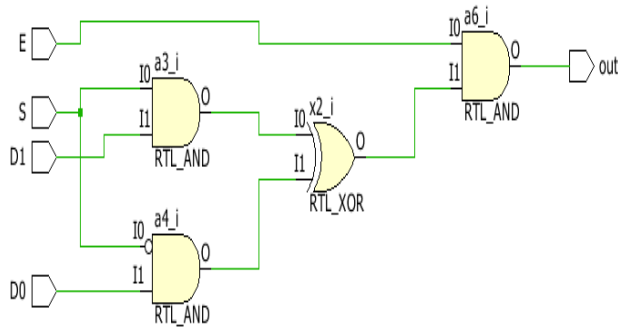 E
S
D1
D0
a3_i
I0
I1
O
RTL_AND
a4_i
I0
I1
O
RTL_AND
x2_i
I0
I1
O
RTL_XOR
a6_i
I0
I1
O
RTL_AND
out